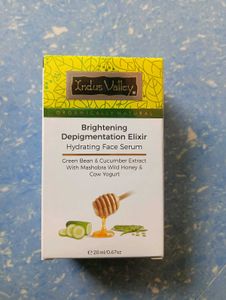 Indus Valley
ORGANICALLY NATURAL
Brightening
Depigmentation Elixir
Hydrating Face Serum
Green Bean & Cucumber Extract
With Mashobra Wild Honey &
Cow Yogurt
℮ 20 ml/0.67oz